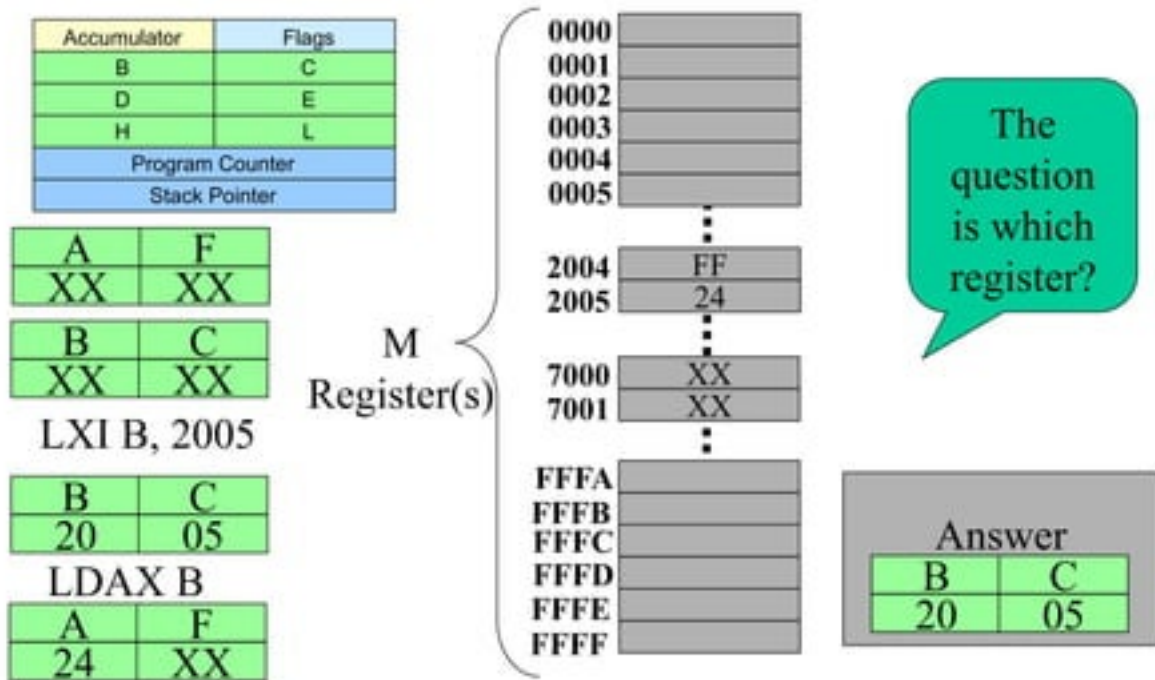 Accumulator Flags
B C
D E
H L
Program Counter
Stack Pointer
A F
XX XX
B C
XX XX
LXI B, 2005
B C
20 05
LDAX B
A F
24 XX
M
Register(s)
0000
0001
0002
0003
0004
0005
2004 FF
2005 24
7000 XX
7001 XX
FFFA
FFFB
FFFC
FFFD
FFFE
FFFF
The
question
is which
register?
Answer
B C
20 05